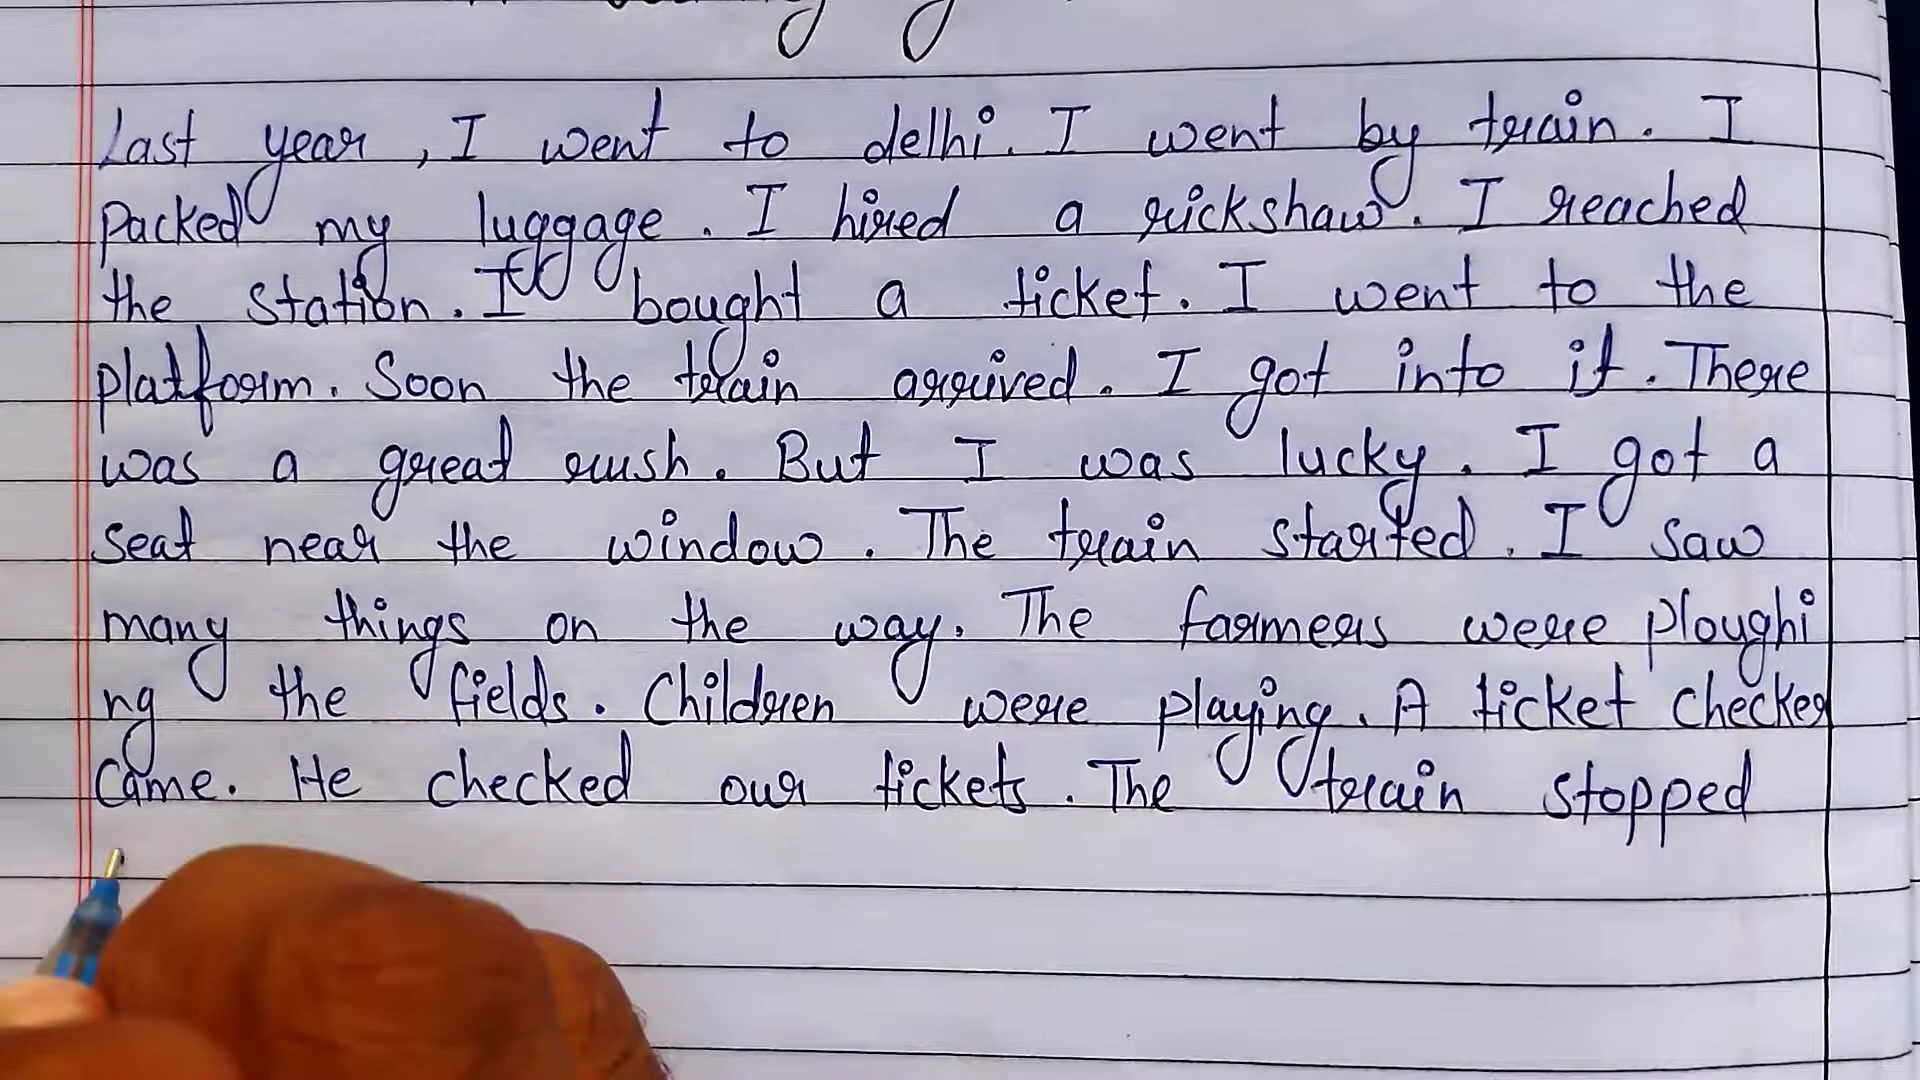 Last year, I went to delhi. I went by train. I
Packed my luggage. I hired a rickshaw. I reached
the station. I bought a ticket. I went to the
platform. Soon the train arrived. I got into it. There
was a great rush. But I was lucky. I got a
seat near the window. The train started. I saw
many things on the way. The farmers were ploughi
ng the fields. Children were playing. A ticket checker
came. He checked our tickets. The train stopped